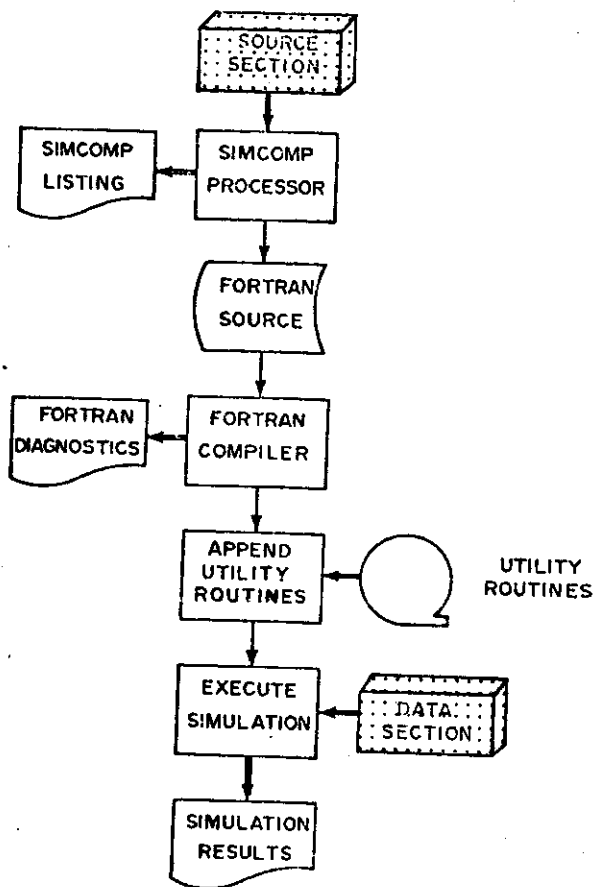 SOURCE
SECTION
SIMCOMP
LISTING
SIMCOMP
PROCESSOR
FORTRAN
SOURCE
FORTRAN
DIAGNOSTICS
FORTRAN
COMPILER
APPEND
UTILITY
ROUTINES
UTILITY
ROUTINES
EXECUTE
SIMULATION
DATA
SECTION
SIMULATION
RESULTS